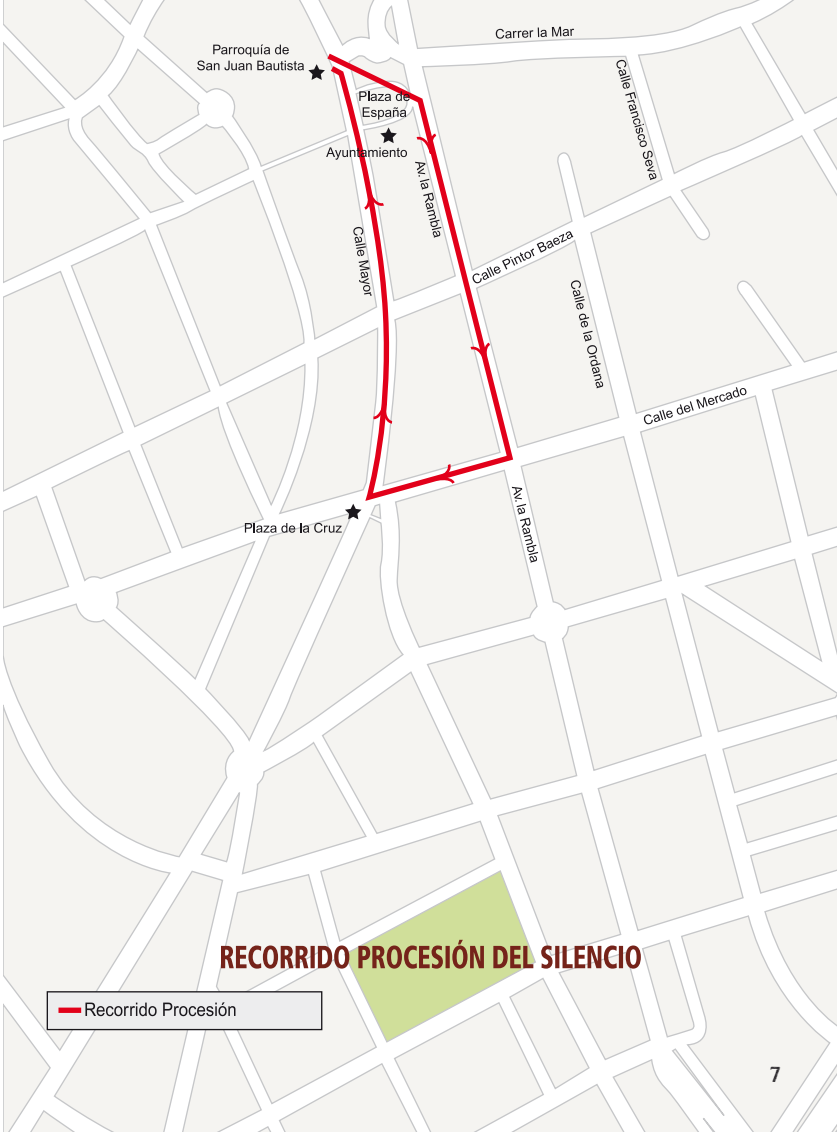 Carrer la Mar
Parroquía de
San Juan Bautista
Calle Francisco Seva
Plaza de
España
Ayuntamiento
Av. la Rambla
Calle Mayor
Calle Pintor Baeza
Calle de la Ordana
Calle del Mercado
Plaza de la Cruz
Av. la Rambla
RECORRIDO PROCESIÓN DEL SILENCIO
Recorrido Procesión
7